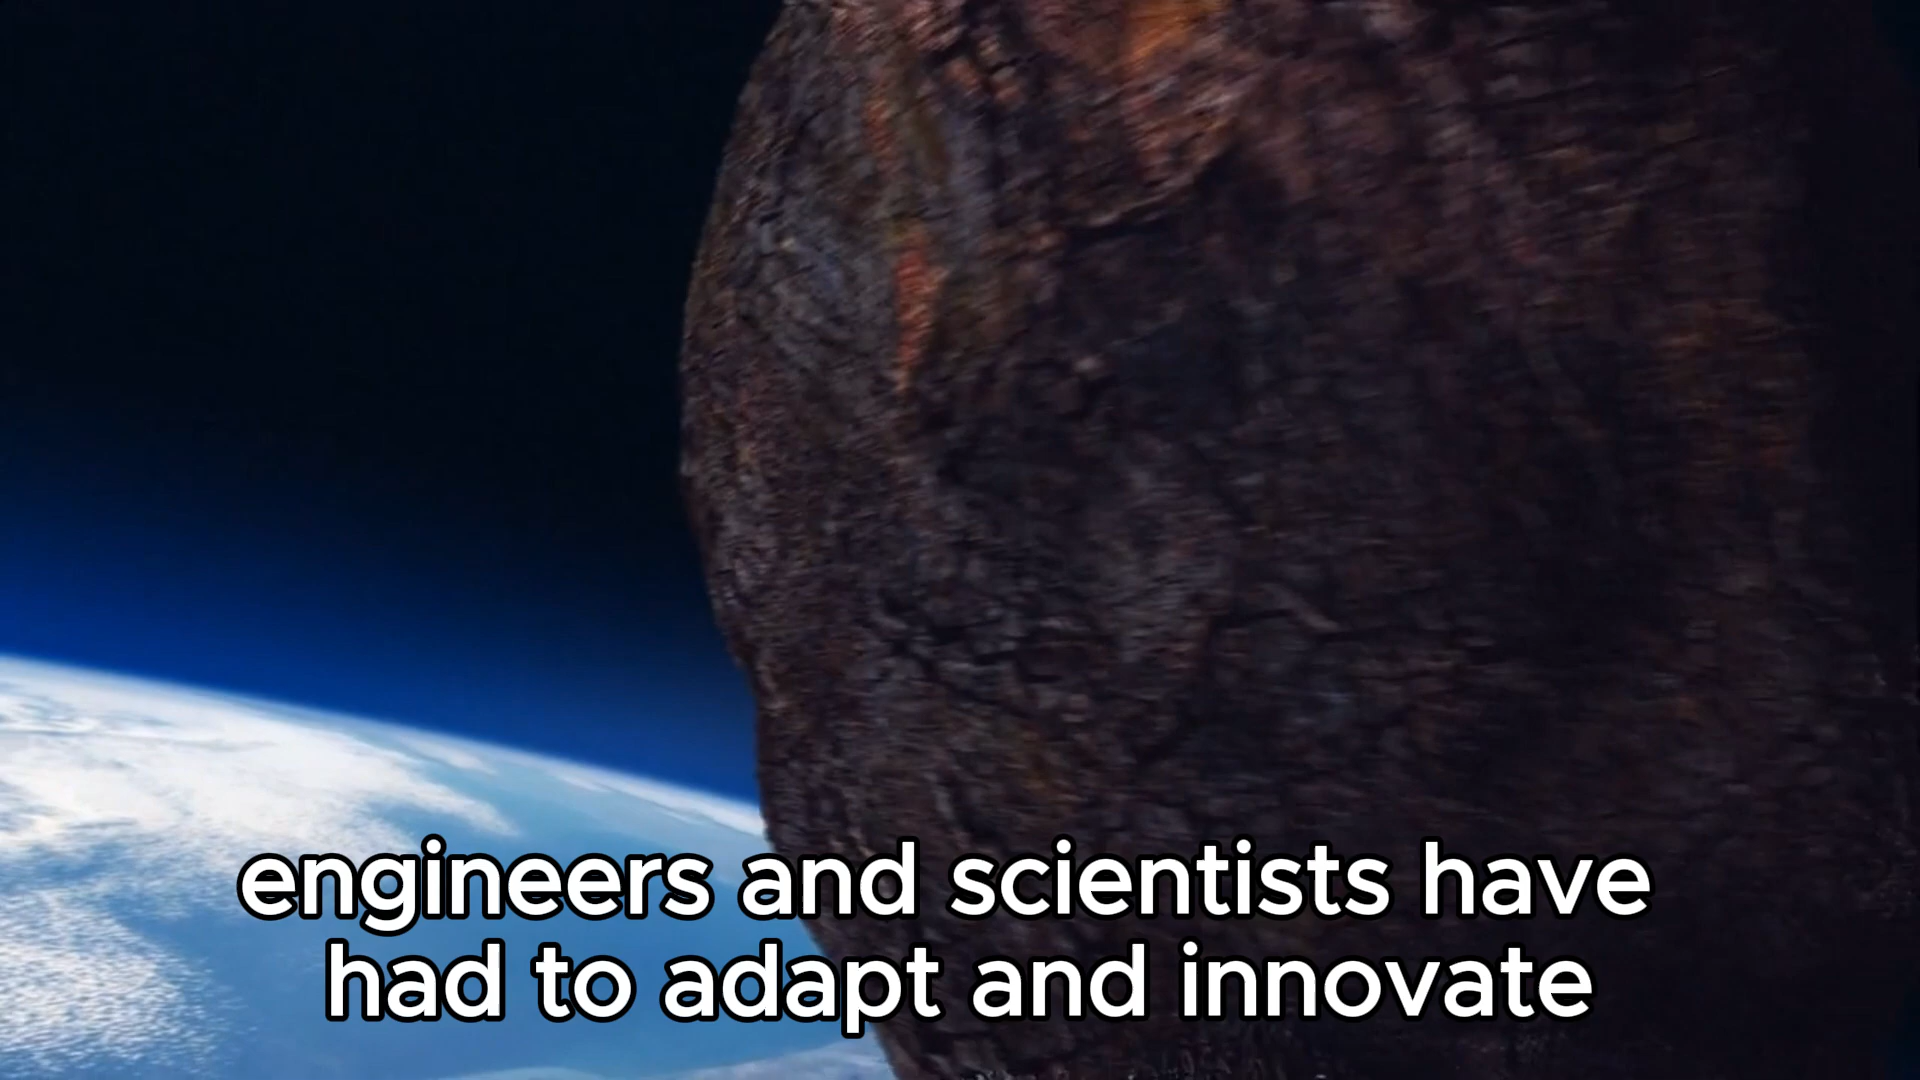 engineers and scientists have
had to adapt and innovate